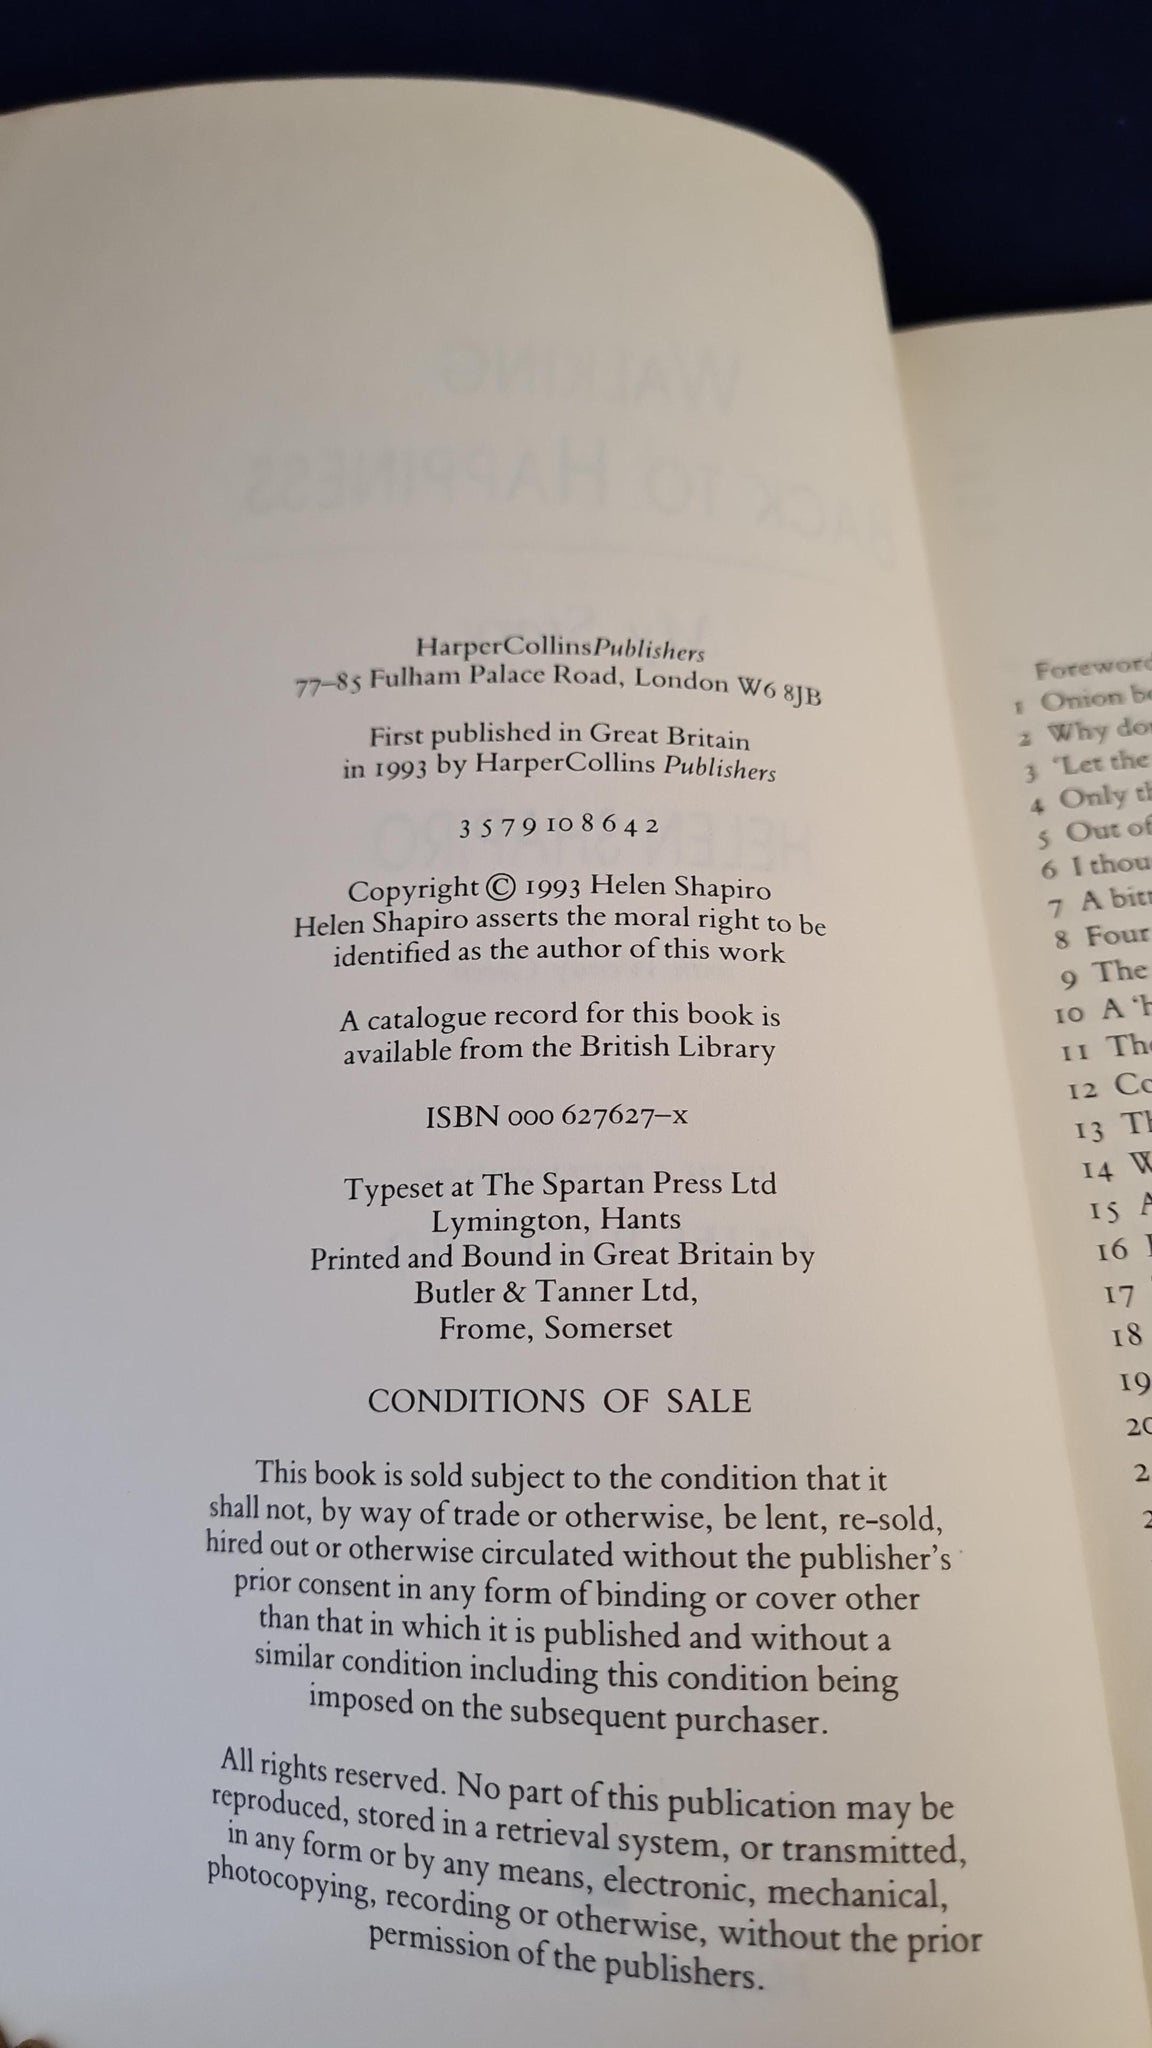 WALKING
BACK TO HAPPINESS
HELEN SHAPIRO
HarperCollinsPublishers
77–85 Fulham Palace Road, London W6 8JB
First published in Great Britain
in 1993 by HarperCollins Publishers
3 5 7 9 10 8 6 4 2
Copyright © 1993 Helen Shapiro
Helen Shapiro asserts the moral right to be
identified as the author of this work
A catalogue record for this book is
available from the British Library
ISBN 000 627627–x
Typeset at The Spartan Press Ltd
Lymington, Hants
Printed and Bound in Great Britain by
Butler & Tanner Ltd,
Frome, Somerset
CONDITIONS OF SALE
This book is sold subject to the condition that it
shall not, by way of trade or otherwise, be lent, re-sold,
hired out or otherwise circulated without the publisher's
prior consent in any form of binding or cover other
than that in which it is published and without a
similar condition including this condition being
imposed on the subsequent purchaser.
All rights reserved. No part of this publication may be
reproduced, stored in a retrieval system, or transmitted,
in any form or by any means, electronic, mechanical,
photocopying, recording or otherwise, without the prior
permission of the publishers.
Foreword
1 Onion
2 Why
3 'Let the
4 Only
5 Out of
6 I
7 A
8 Four
9 The
10 A
11
12
13
14
15
16
17
18
19